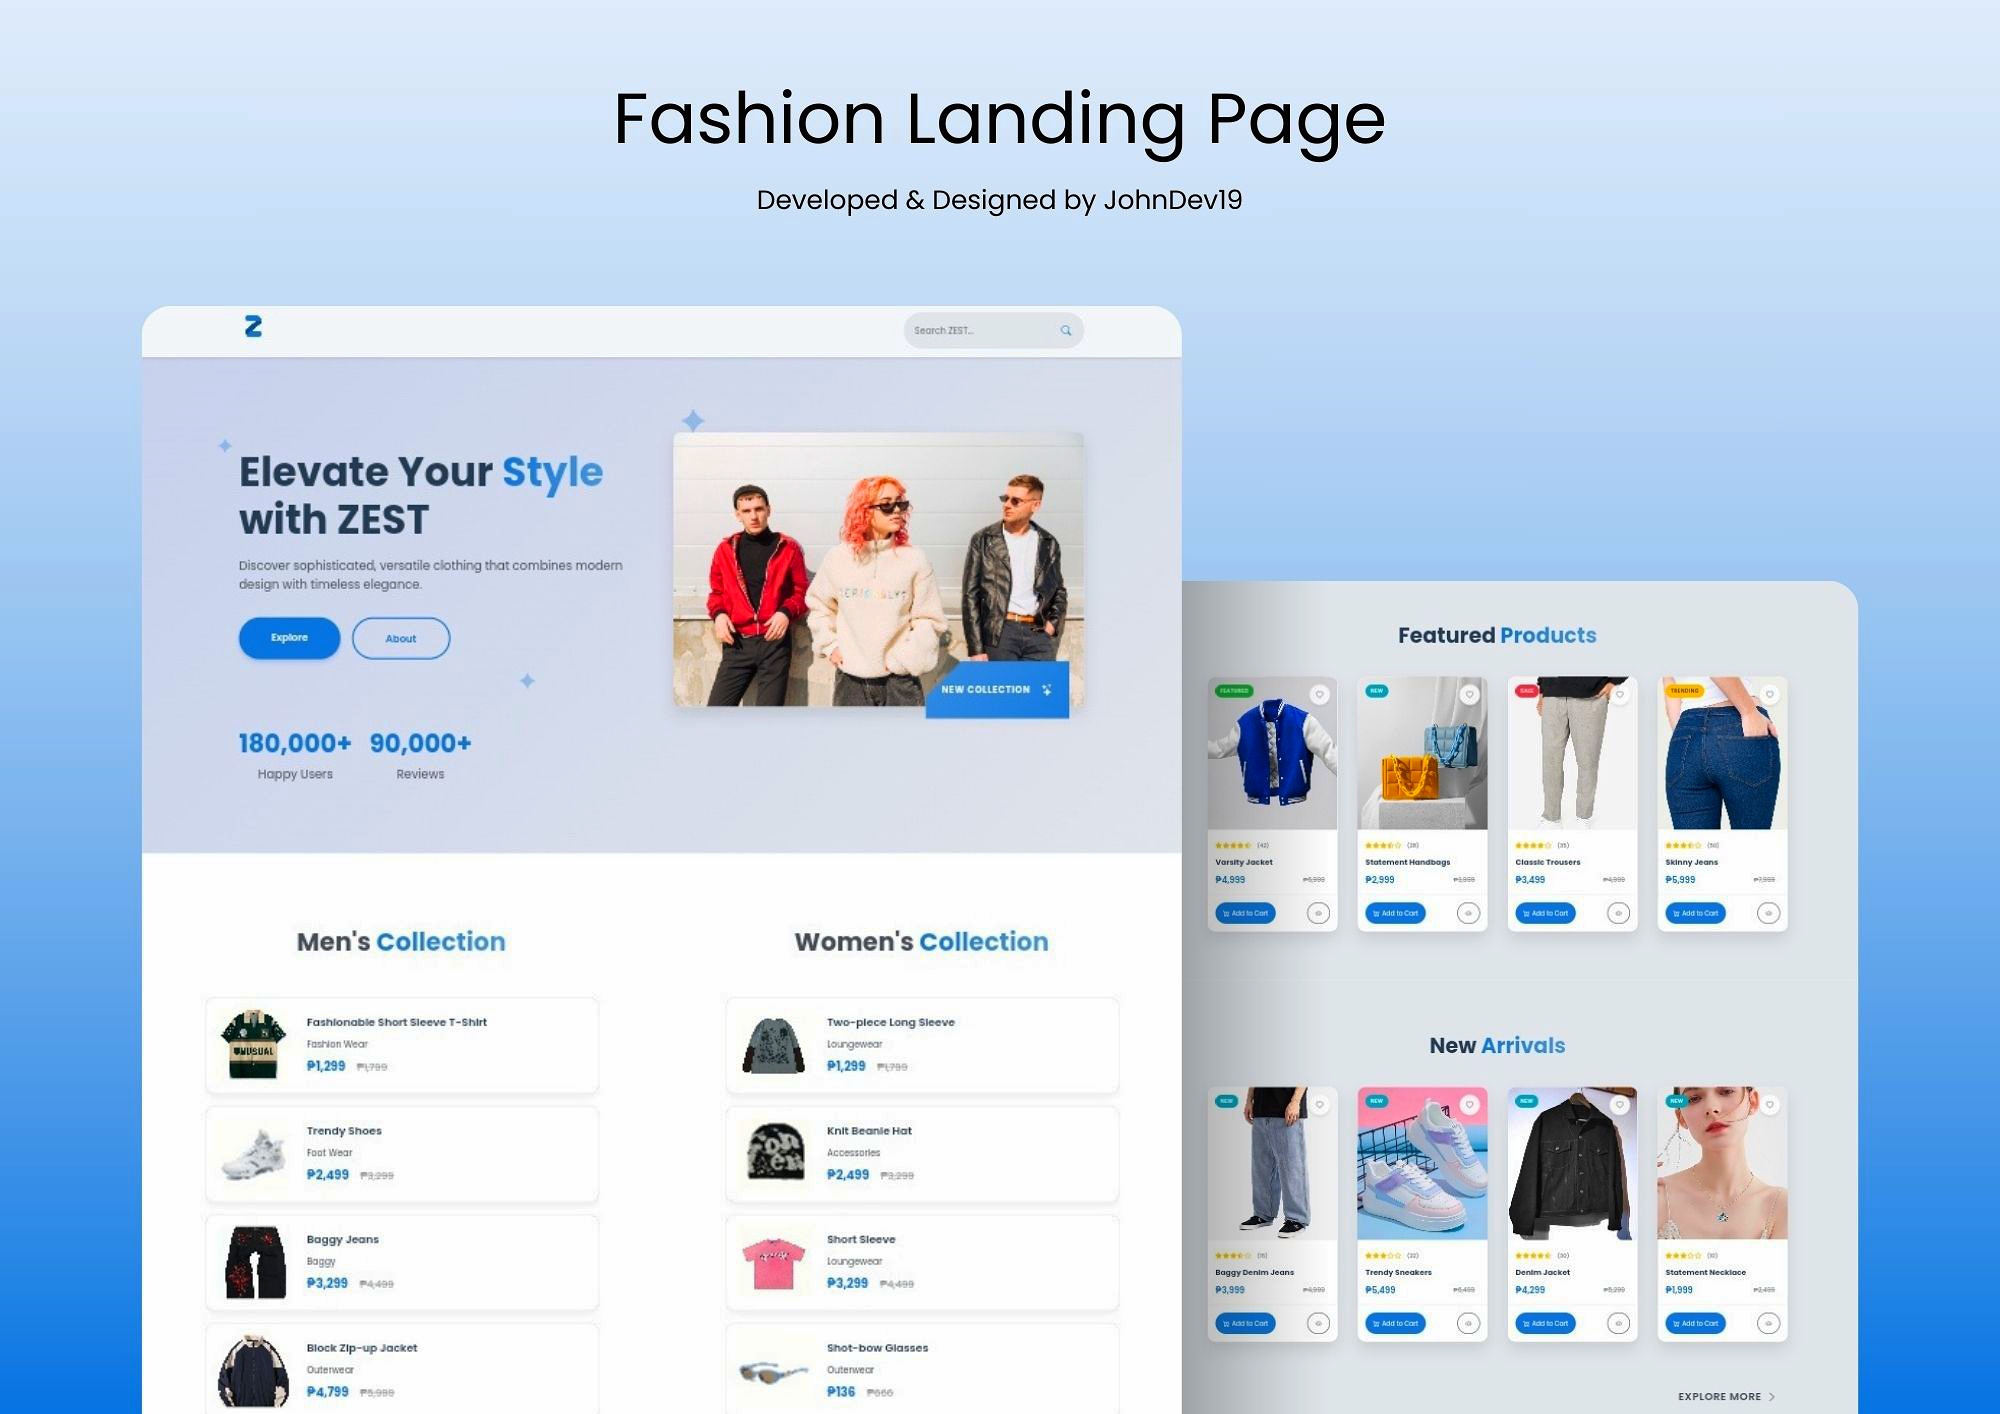 Fashion Landing Page
Developed & Designed by JohnDev19
Z
Search ZEST...
Elevate Your Style
with ZEST
Discover sophisticated, versatile clothing that combines modern
design with timeless elegance.
Explore
About
NEW COLLECTION
180,000+ 90,000+
Happy Users Reviews
Men's Collection
Fashionable Short Sleeve T-Shirt
Fashion Wear
₱1,299 ₱1,799
Trendy Shoes
Foot Wear
₱2,499 ₱3,299
Baggy Jeans
Baggy
₱3,299 ₱4,499
Block Zip-up Jacket
Outerwear
₱4,799 ₱5,999
UNUSUAL
Women's Collection
Two-piece Long Sleeve
Loungewear
₱1,299 ₱1,799
Knit Beanie Hat
Accessories
₱2,499 ₱3,299
Short Sleeve
Loungewear
₱3,299 ₱4,499
Shot-bow Glasses
Outerwear
₱136 ₱666
Featured Products
FEATURED
(42)
Varsity Jacket
₱4,999 ₱5,999
Add to Cart
NEW
(28)
Statement Handbags
₱2,999 ₱3,999
Add to Cart
SALE
(35)
Classic Trousers
₱3,499 ₱4,999
Add to Cart
TRENDING
(50)
Skinny Jeans
₱5,999 ₱7,999
Add to Cart
New Arrivals
NEW
(15)
Baggy Denim Jeans
₱3,999 ₱4,999
Add to Cart
NEW
(22)
Trendy Sneakers
₱5,499 ₱6,499
Add to Cart
NEW
(30)
Denim Jacket
₱4,299 ₱5,299
Add to Cart
NEW
(10)
Statement Necklace
₱1,999 ₱2,499
Add to Cart
EXPLORE MORE